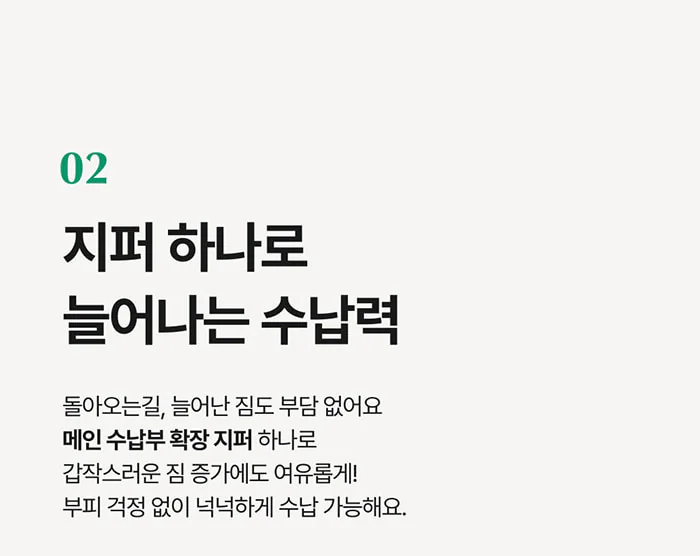 02
지퍼 하나로
늘어나는 수납력
돌아오는길, 늘어난 짐도 부담 없어요
메인 수납부 확장 지퍼 하나로
갑작스러운 짐 증가에도 여유롭게!
부피 걱정 없이 넉넉하게 수납 가능해요.